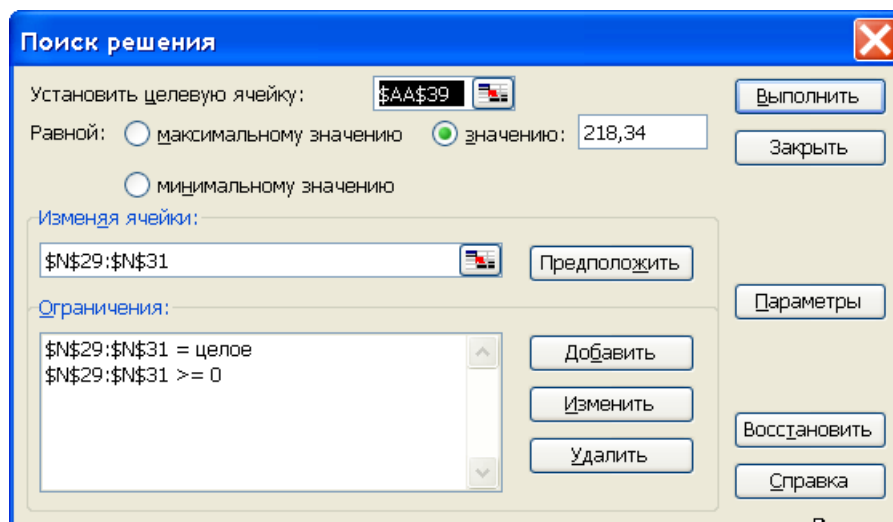 Поиск решения
Установить целевую ячейку: $AA$39
Выполнить
Равной: максимальному значению значению: 218,34
Закрыть
минимальному значению
Изменяя ячейки:
$N$29:$N$31
Предположить
Ограничения:
Параметры
$N$29:$N$31 = целое
$N$29:$N$31 >= 0
Добавить
Изменить
Восстановить
Удалить
Справка